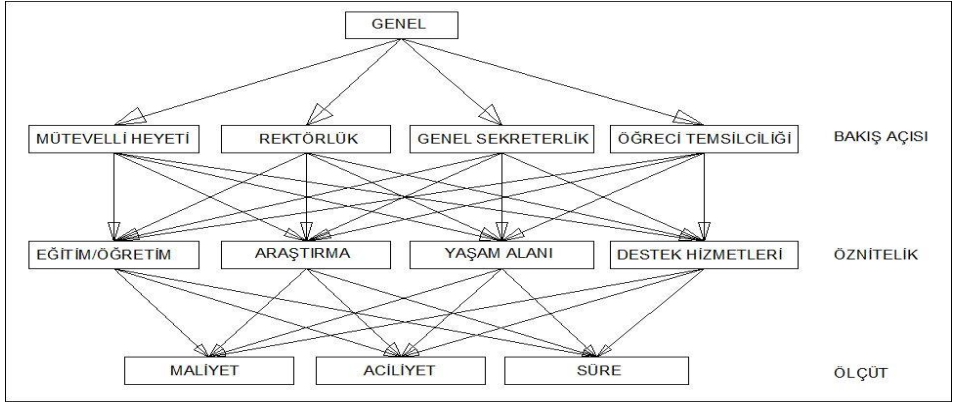 GENEL
MÜTEVELLİ HEYETİ REKTÖRLÜK GENEL SEKRETERLİK ÖĞRECİ TEMSİLCİLİĞİ BAKIŞ AÇISI
EĞİTİM/ÖĞRETİM ARAŞTIRMA YAŞAM ALANI DESTEK HİZMETLERİ ÖZNİTELİK
MALİYET ACİLİYET SÜRE ÖLÇÜT